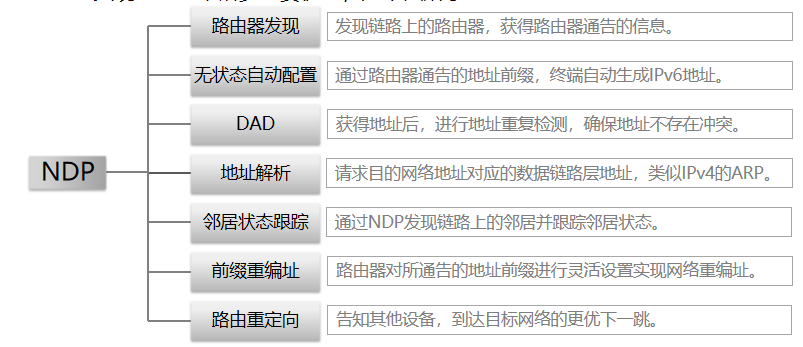 路由器发现
发现链路上的路由器，获得路由器通告的信息。
无状态自动配置
通过路由器通告的地址前缀，终端自动生成IPv6地址。
DAD
获得地址后，进行地址重复检测，确保地址不存在冲突。
NDP
地址解析
请求目的网络地址对应的数据链路层地址，类似IPv4的ARP。
邻居状态跟踪
通过NDP发现链路上的邻居并跟踪邻居状态。
前缀重编址
路由器对所通告的地址前缀进行灵活设置实现网络重编址。
路由重定向
告知其他设备，到达目标网络的更优下一跳。